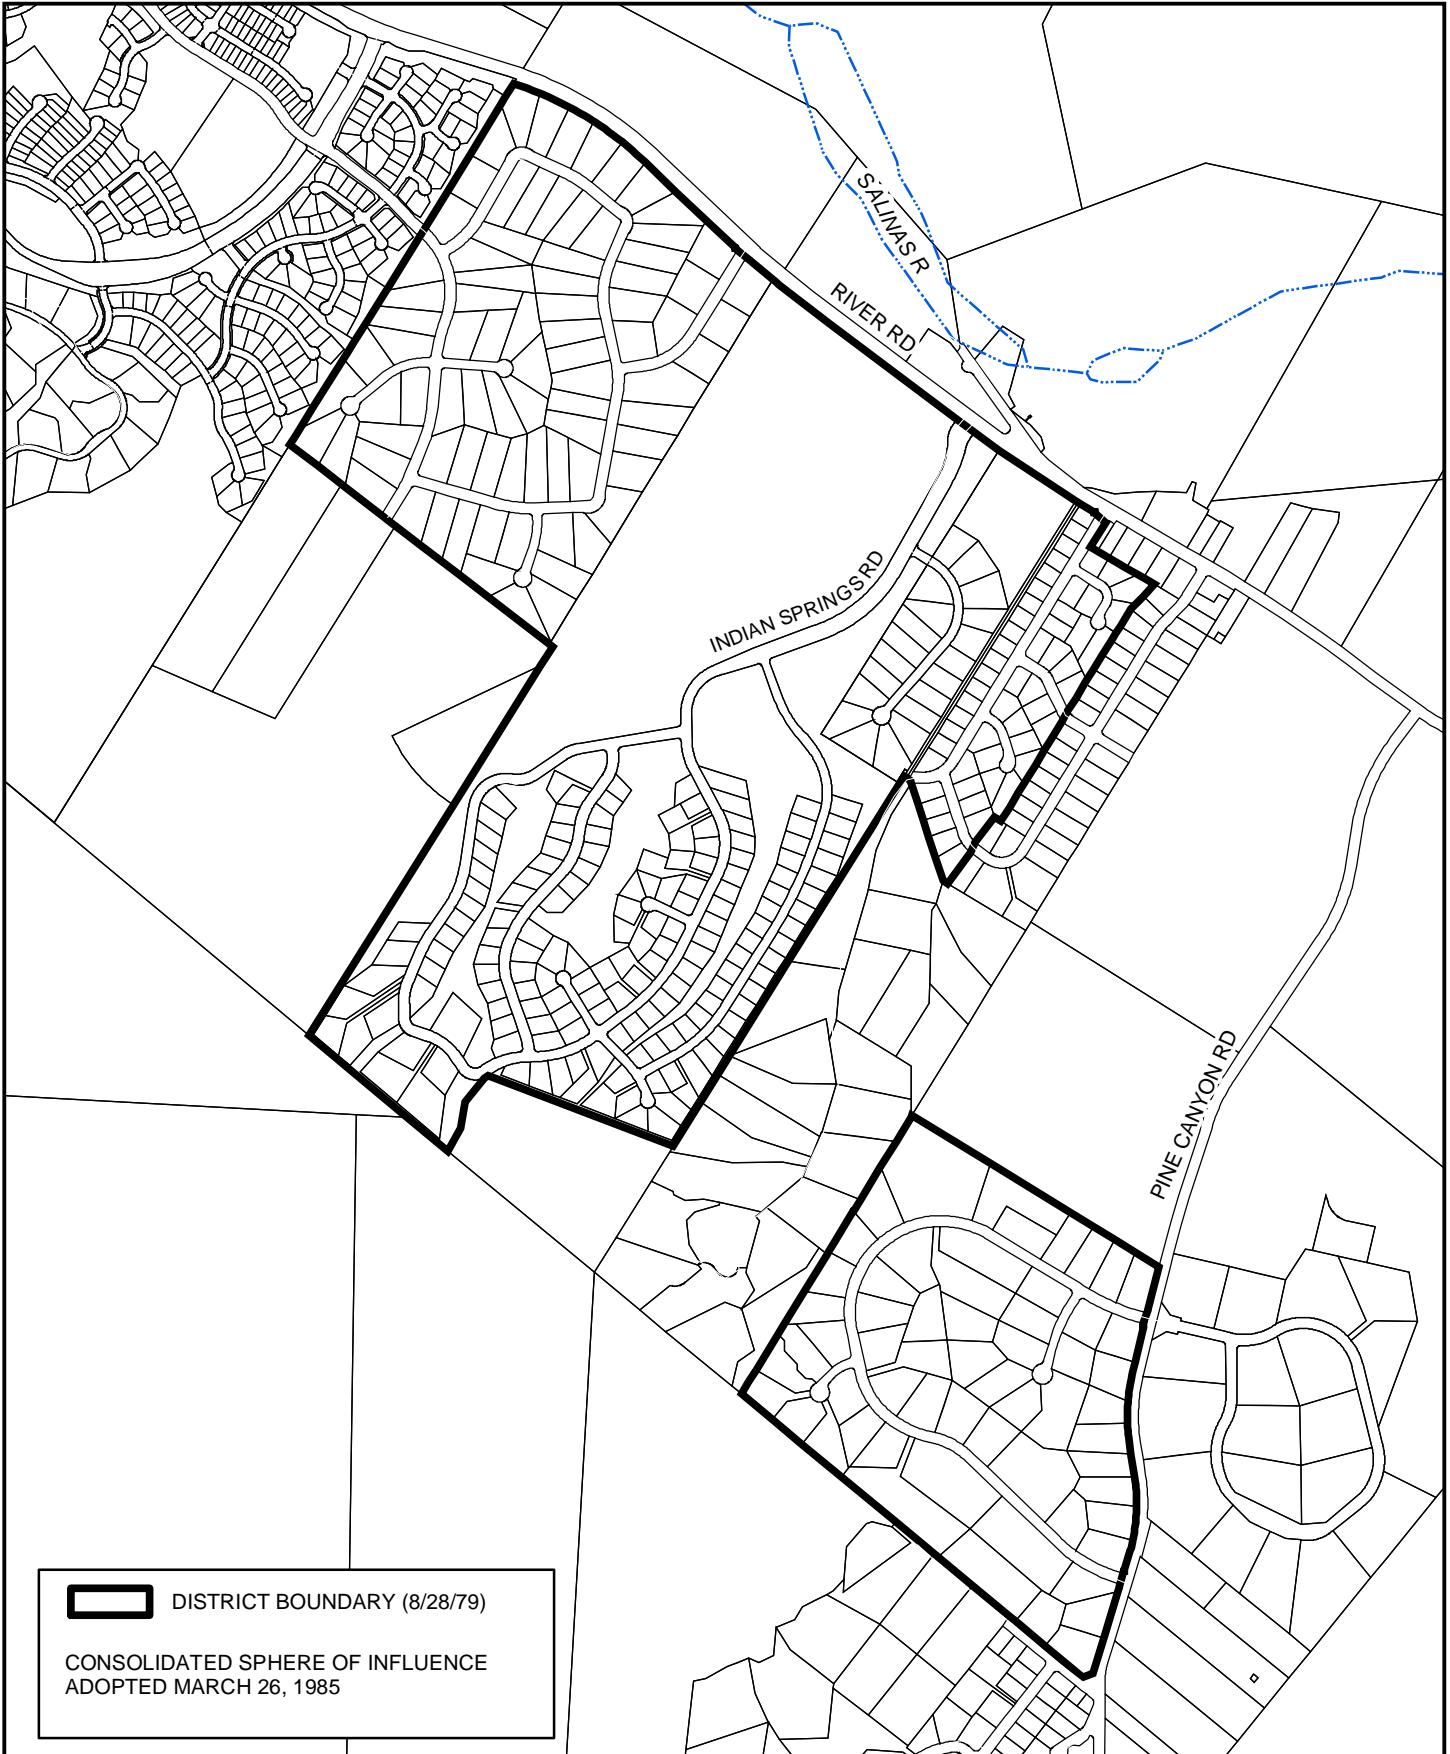 SALINAS R
RIVER RD
INDIAN SPRINGS RD
PINE CANYON RD
DISTRICT BOUNDARY (8/28/79)
CONSOLIDATED SPHERE OF INFLUENCE
ADOPTED MARCH 26, 1985